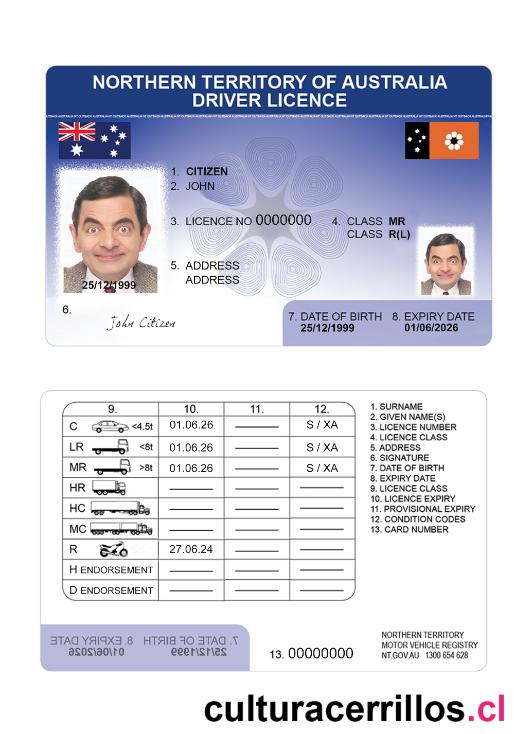 NORTHERN TERRITORY OF AUSTRALIA
DRIVER LICENCE
1. CITIZEN
2. JOHN
3. LICENCE NO 0000000 4. CLASS MR
CLASS R(L)
5. ADDRESS
ADDRESS
25/12/1999
6.
John Citizen
7. DATE OF BIRTH 8. EXPIRY DATE
25/12/1999 01/06/2026
9. 10. 11. 12.
C <4.5t 01.06.26 S / XA
LR <8t 01.06.26 S / XA
MR >8t 01.06.26 S / XA
HR
HC
MC
R 27.06.24
H ENDORSEMENT
D ENDORSEMENT
1. SURNAME
2. GIVEN NAME(S)
3. LICENCE NUMBER
4. LICENCE CLASS
5. ADDRESS
6. SIGNATURE
7. DATE OF BIRTH
8. EXPIRY DATE
9. LICENCE CLASS
10. LICENCE EXPIRY
11. PROVISIONAL EXPIRY
12. CONDITION CODES
13. CARD NUMBER
7. DATE OF BIRTH 8. EXPIRY DATE
25/12/1999 01/06/2026
13. 00000000
NORTHERN TERRITORY
MOTOR VEHICLE REGISTRY
NT.GOV.AU 1300 654 628
culturacerrillos.cl